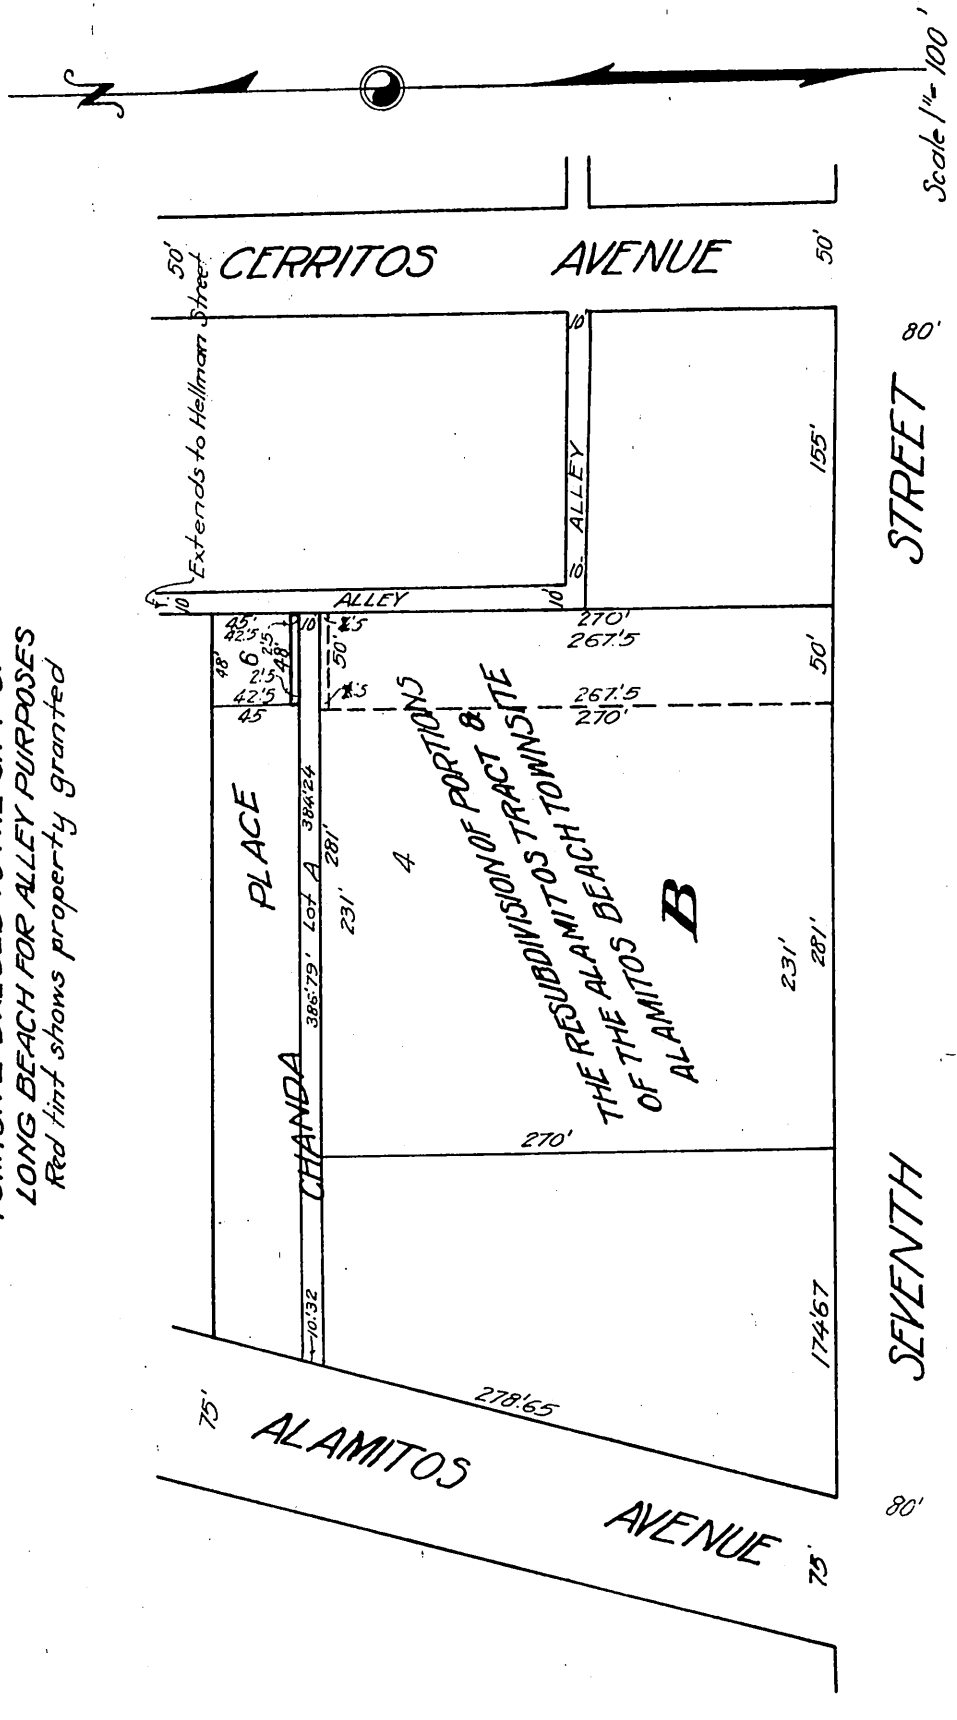 LONG BEACH FOR ALLEY PURPOSES
Red tint shows property granted
N
Scale 1"= 100'
50'
CERRITOS AVENUE
50'
Extends to Hellman Street
80'
10'
ALLEY
10'
155'
STREET
10
ALLEY
10'
45'
42'.5
2'.5
10'
48'
6
48'
2'.5
42'.5
45
50'
270'
267'.5
50'
267'.5
270'
PLACE
CHANDA
384'.24
Lot A
386'.79'
10'.32
281'
231'
4
THE RESUBDIVISION OF PORTIONS
OF THE ALAMITOS TRACT &
THE ALAMITOS BEACH TOWNSITE
B
231'
281'
270'
174'.67
SEVENTH
278'.65
75'
ALAMITOS AVENUE
75'
80'